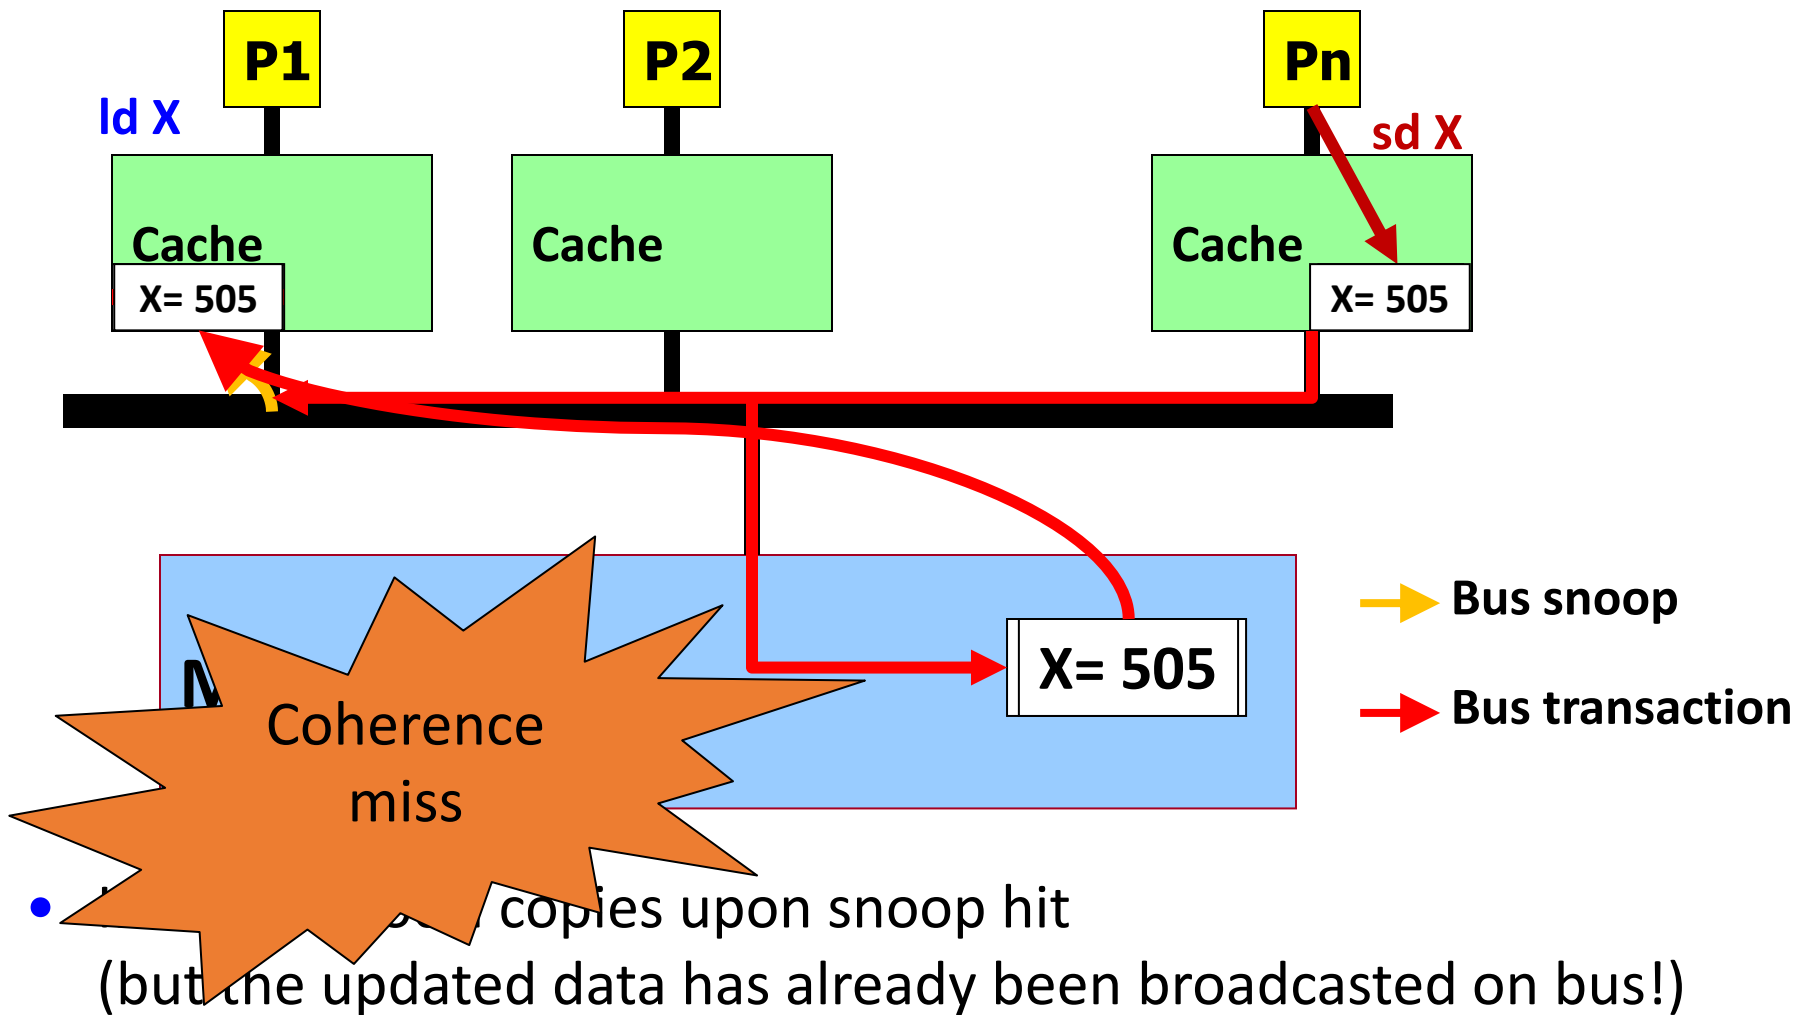 P1
P2
Pn
ld X
sd X
Cache
Cache
Cache
X= 505
X= 505
X= 505
Bus snoop
Bus transaction
Coherence
miss
• copies upon snoop hit
(but the updated data has already been broadcasted on bus!)